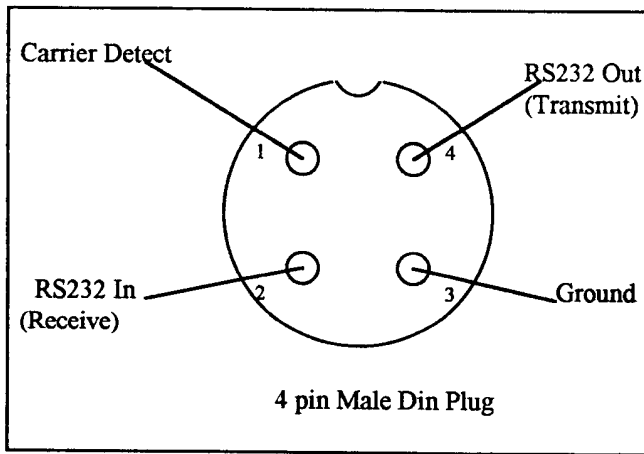 Carrier Detect
RS232 Out
(Transmit)
1
4
RS232 In
(Receive)
2
3
Ground
4 pin Male Din Plug